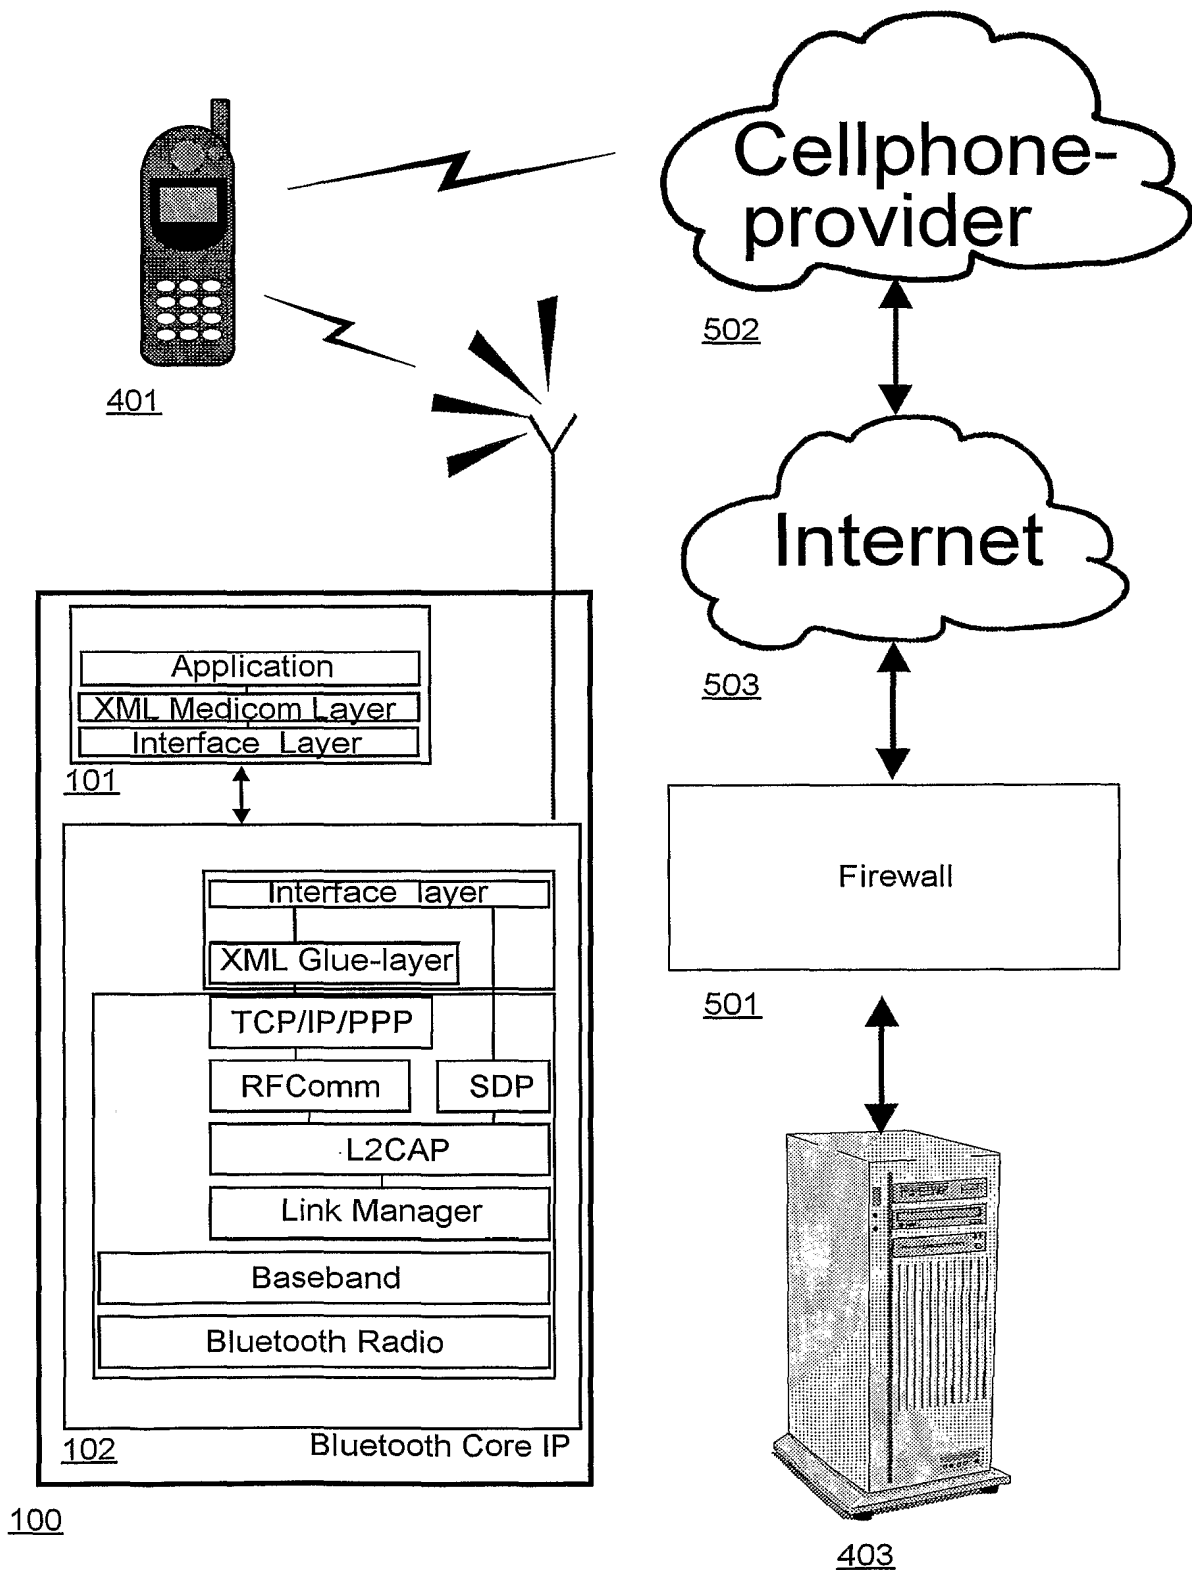 Cellphone-
provider
502
401
Internet
503
Application
XML Medicom Layer
Interface Layer
101
Interface layer
XML Glue-layer
TCP/IP/PPP
RFComm
SDP
L2CAP
Link Manager
Baseband
Bluetooth Radio
102
Bluetooth Core IP
100
Firewall
501
403